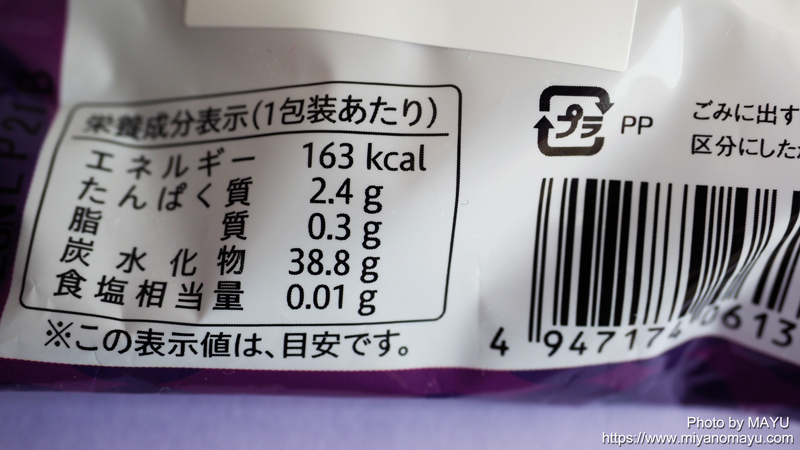 栄養成分表示(1包装あたり)
エネルギー 163 kcal
たんぱく質 2.4 g
脂質 0.3 g
炭水化物 38.8 g
食塩相当量 0.01 g
※この表示値は、目安です。
プラ PP
ごみに出す
区分にした
4 947174 0613
Photo by MAYU
https://www.miyanomayu.com/